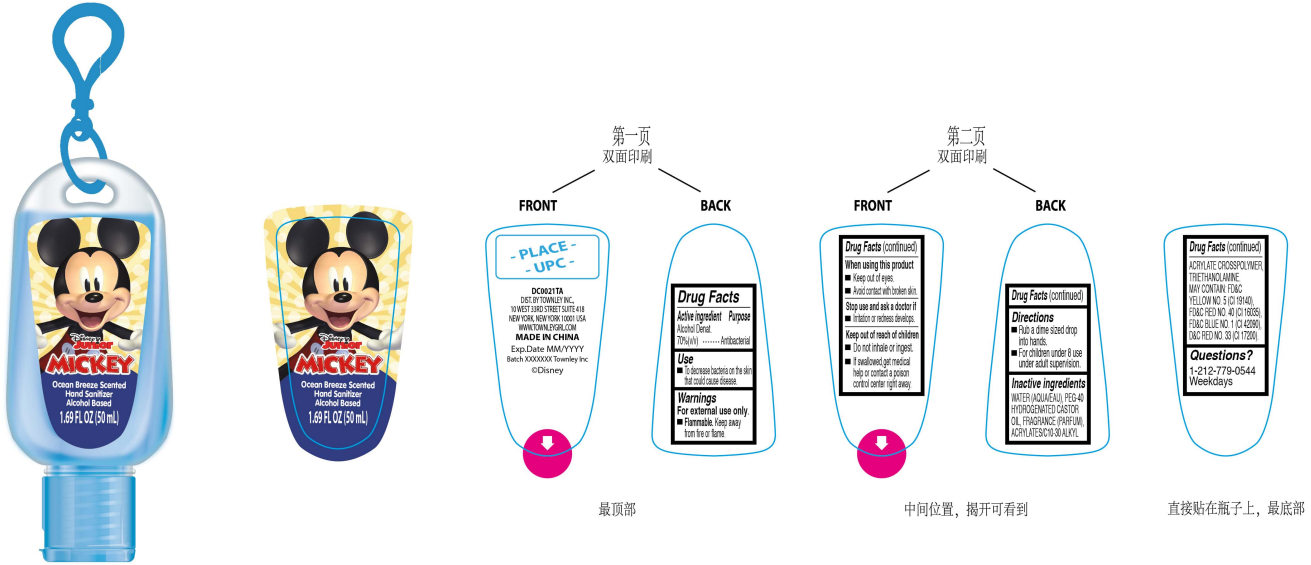 Disney
JUNIOR
MICKEY
Ocean Breeze Scented
Hand Sanitizer
Alcohol Based
1.69 FL OZ (50 mL)
Disney
JUNIOR
MICKEY
Ocean Breeze Scented
Hand Sanitizer
Alcohol Based
1.69 FL OZ (50 mL)
第一页
双面印刷
FRONT
- PLACE -
- UPC -
DC0021TA
DIST. BY TOWNLEY INC.,
10 WEST 33RD STREET SUITE 418
NEW YORK, NEW YORK 10001 USA
WWW.TOWNLEYGIRL.COM
MADE IN CHINA
Exp.Date MM/YYYY
Batch XXXXXXX Townley Inc
©Disney
BACK
Drug Facts
Active ingredient Purpose
Alcohol Denat.
70%(v/v) ........ Antibacterial
Use
■ To decrease bacteria on the skin
that could cause disease.
Warnings
For external use only.
■ Flammable. Keep away
from fire or flame.
最顶部
第二页
双面印刷
FRONT
Drug Facts (continued)
When using this product
■ Keep out of eyes.
■ Avoid contact with broken skin.
Stop use and ask a doctor if
■ Irritation or redness develops.
Keep out of reach of children
■ Do not inhale or ingest.
■ If swallowed get medical
help or contact a poison
control center right away.
BACK
Drug Facts (continued)
Directions
■ Rub a dime sized drop
into hands.
■ For children under 8 use
under adult supervision.
Inactive ingredients
WATER (AQUA/EAU), PEG-40
HYDROGENATED CASTOR
OIL, FRAGRANCE (PARFUM),
ACRYLATES/C10-30 ALKYL
中间位置，揭开可看到
Drug Facts (continued)
ACRYLATE CROSSPOLYMER,
TRIETHANOLAMINE.
MAY CONTAIN: FD&C
YELLOW NO. 5 (CI 19140),
FD&C RED NO. 40 (CI 16035),
FD&C BLUE NO. 1 (CI 42090),
D&C RED NO. 33 (CI 17200).
Questions?
1-212-779-0544
Weekdays
直接贴在瓶子上，最底部